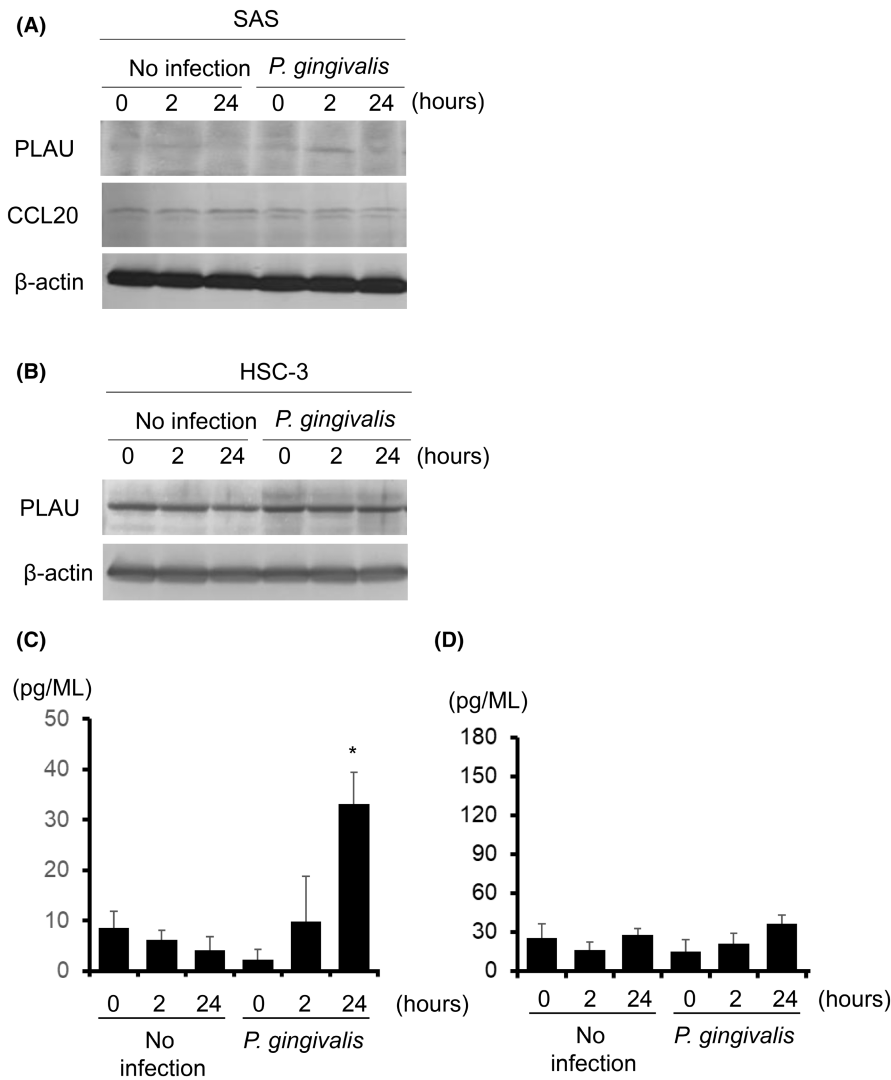 (A)
SAS
No infection P. gingivalis
0 2 24 0 2 24 (hours)
PLAU
CCL20
β-actin
(B)
HSC-3
No infection P. gingivalis
0 2 24 0 2 24 (hours)
PLAU
β-actin
(C)
(pg/ML)
50
40
30
20
10
0
*
0 2 24 0 2 24 (hours)
No infection P. gingivalis
(D)
(pg/ML)
180
150
120
90
60
30
0
0 2 24 0 2 24 (hours)
No infection P. gingivalis